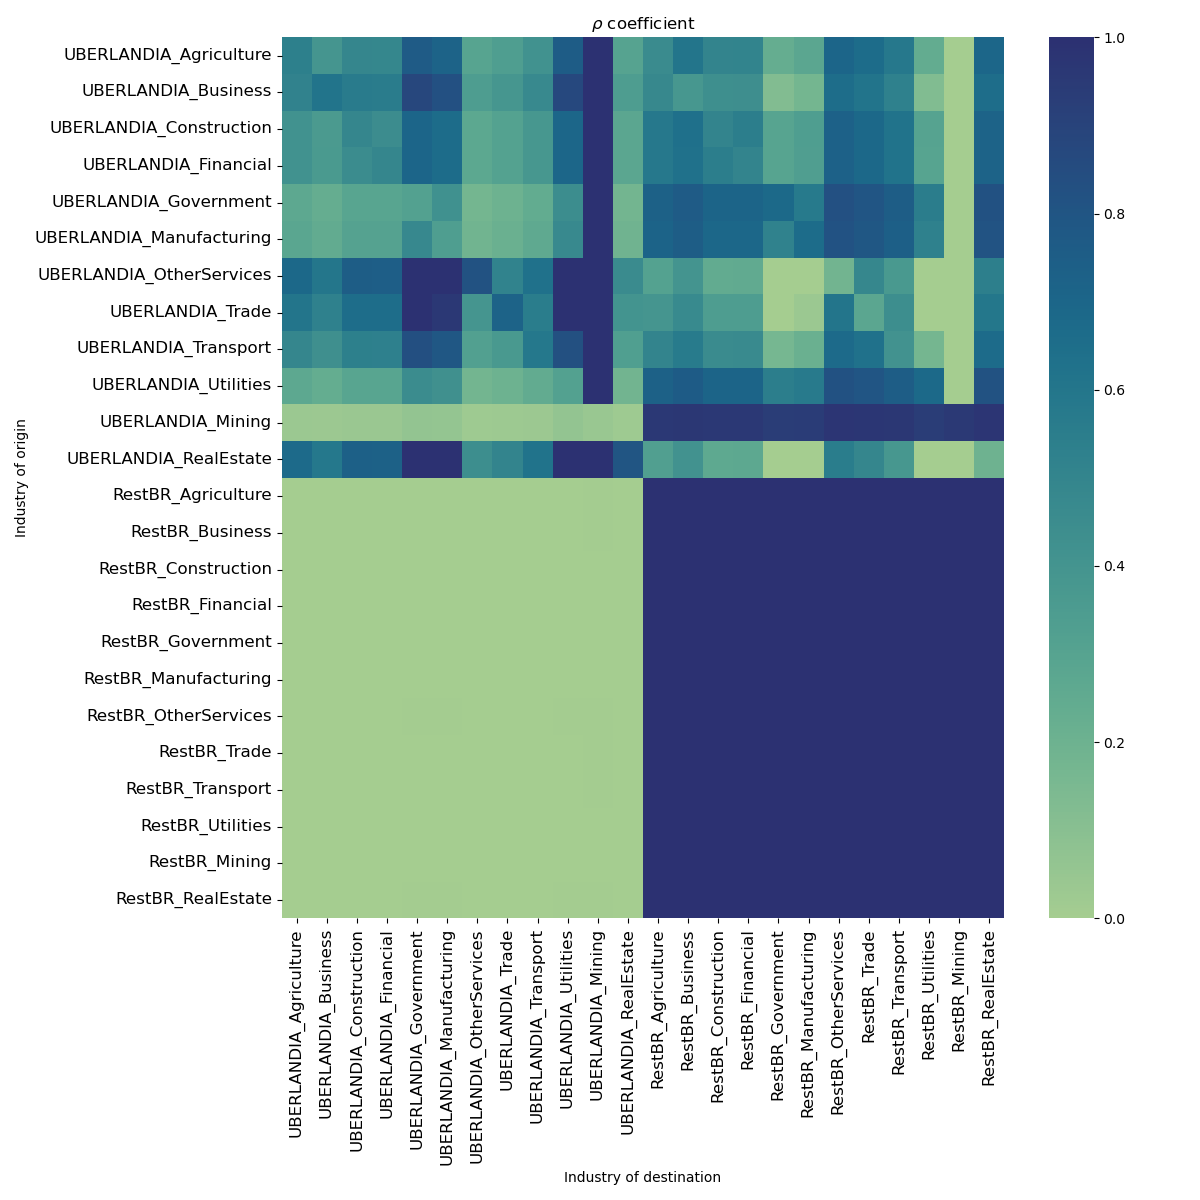 ρ coefficient
UBERLANDIA_Agriculture
UBERLANDIA_Business
UBERLANDIA_Construction
UBERLANDIA_Financial
UBERLANDIA_Government
UBERLANDIA_Manufacturing
UBERLANDIA_OtherServices
UBERLANDIA_Trade
UBERLANDIA_Transport
UBERLANDIA_Utilities
UBERLANDIA_Mining
UBERLANDIA_RealEstate
RestBR_Agriculture
RestBR_Business
RestBR_Construction
RestBR_Financial
RestBR_Government
RestBR_Manufacturing
RestBR_OtherServices
RestBR_Trade
RestBR_Transport
RestBR_Utilities
RestBR_Mining
RestBR_RealEstate
Industry of origin
UBERLANDIA_Agriculture
UBERLANDIA_Business
UBERLANDIA_Construction
UBERLANDIA_Financial
UBERLANDIA_Government
UBERLANDIA_Manufacturing
UBERLANDIA_OtherServices
UBERLANDIA_Trade
UBERLANDIA_Transport
UBERLANDIA_Utilities
UBERLANDIA_Mining
UBERLANDIA_RealEstate
RestBR_Agriculture
RestBR_Business
RestBR_Construction
RestBR_Financial
RestBR_Government
RestBR_Manufacturing
RestBR_OtherServices
RestBR_Trade
RestBR_Transport
RestBR_Utilities
RestBR_Mining
RestBR_RealEstate
Industry of destination
1.0
0.8
0.6
0.4
0.2
0.0